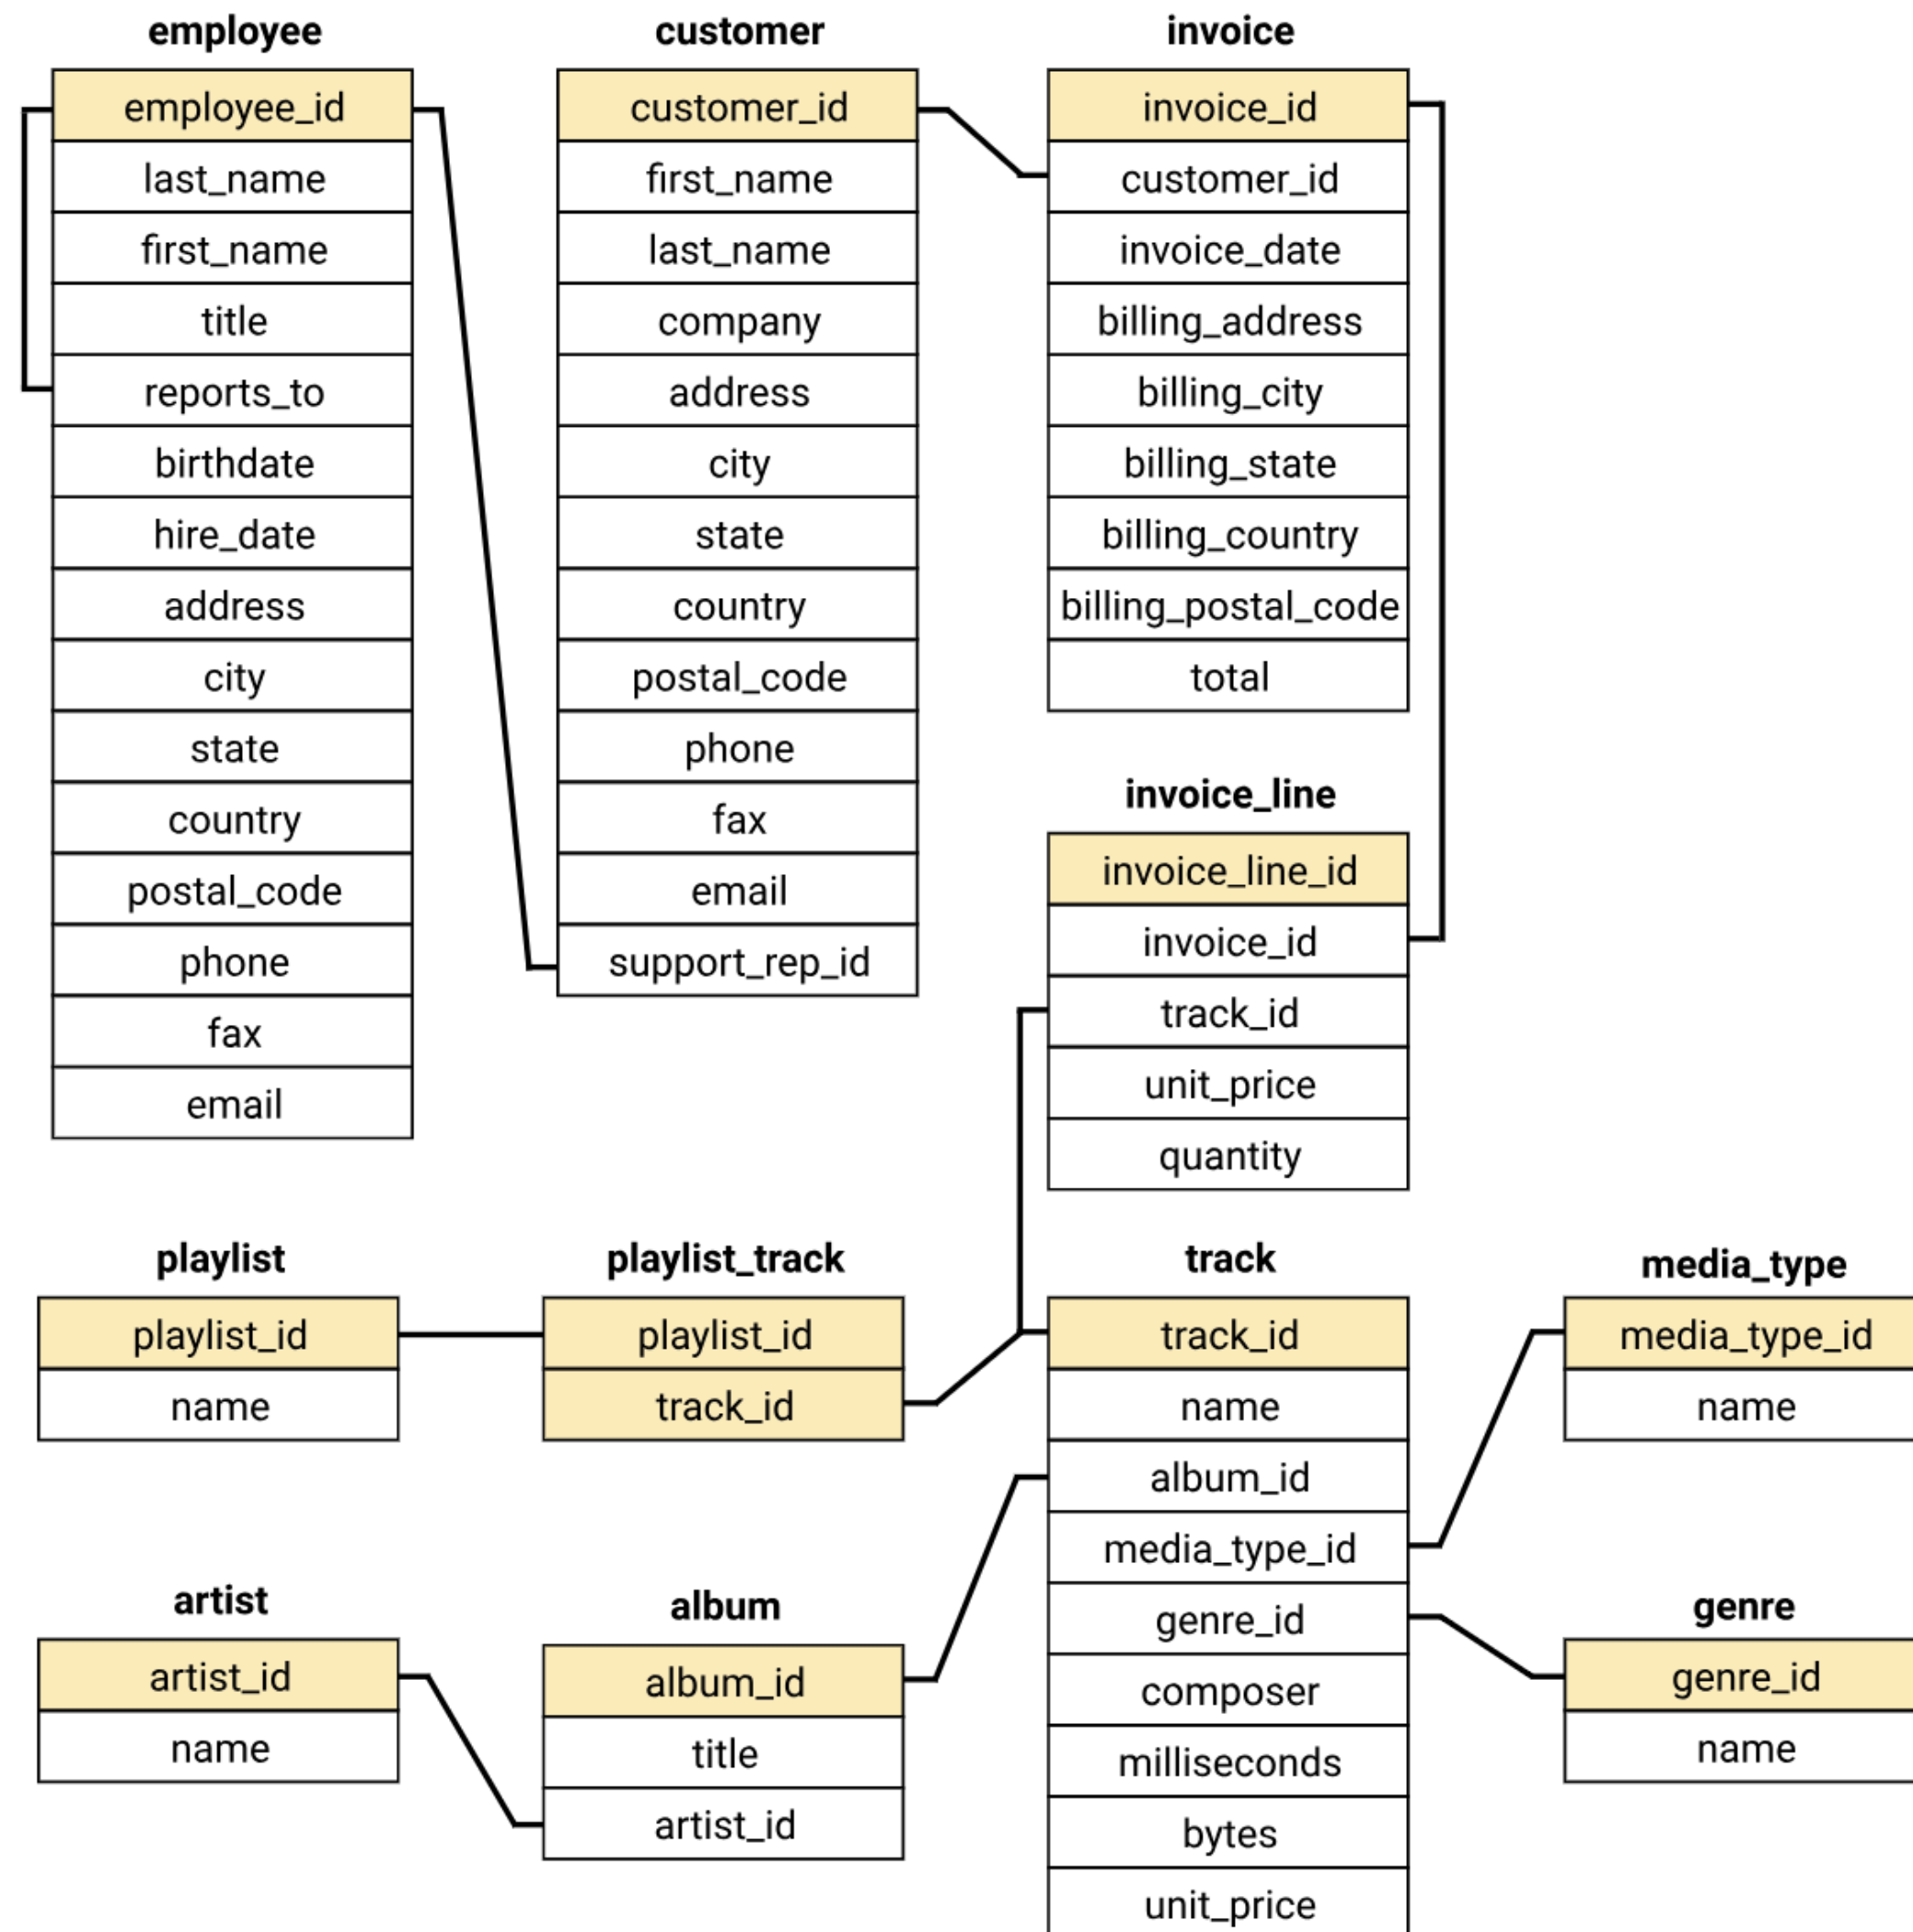 employee
employee_id
last_name
first_name
title
reports_to
birthdate
hire_date
address
city
state
country
postal_code
phone
fax
email
customer
customer_id
first_name
last_name
company
address
city
state
country
postal_code
phone
fax
email
support_rep_id
invoice
invoice_id
customer_id
invoice_date
billing_address
billing_city
billing_state
billing_country
billing_postal_code
total
invoice_line
invoice_line_id
invoice_id
track_id
unit_price
quantity
playlist
playlist_id
name
playlist_track
playlist_id
track_id
track
track_id
name
album_id
media_type_id
genre_id
composer
milliseconds
bytes
unit_price
media_type
media_type_id
name
artist
artist_id
name
album
album_id
title
artist_id
genre
genre_id
name